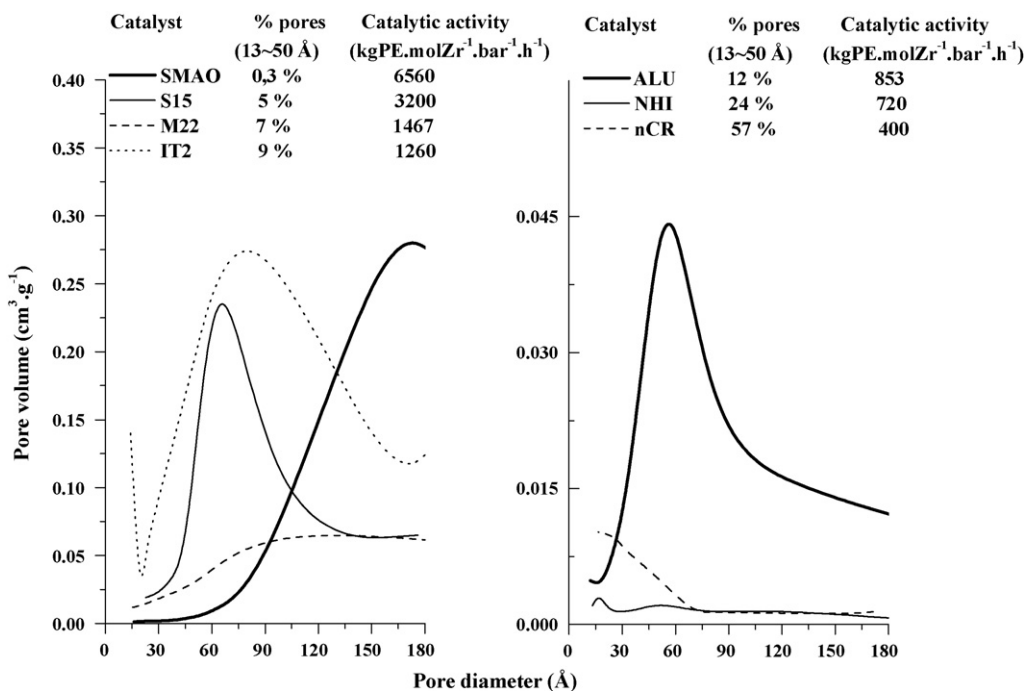 Catalyst % pores Catalytic activity
(13~50 Å) (kgPE.molZr⁻¹.bar⁻¹.h⁻¹)
SMAO 0,3 % 6560
S15 5 % 3200
M22 7 % 1467
IT2 9 % 1260
Catalyst % pores Catalytic activity
(13~50 Å) (kgPE.molZr⁻¹.bar⁻¹.h⁻¹)
ALU 12 % 853
NHI 24 % 720
nCR 57 % 400
Pore volume (cm³.g⁻¹)
0.40
0.35
0.30
0.25
0.20
0.15
0.10
0.05
0.00
0 30 60 90 120 150 180
0.045
0.030
0.015
0.000
0 30 60 90 120 150 180
Pore diameter (Å)